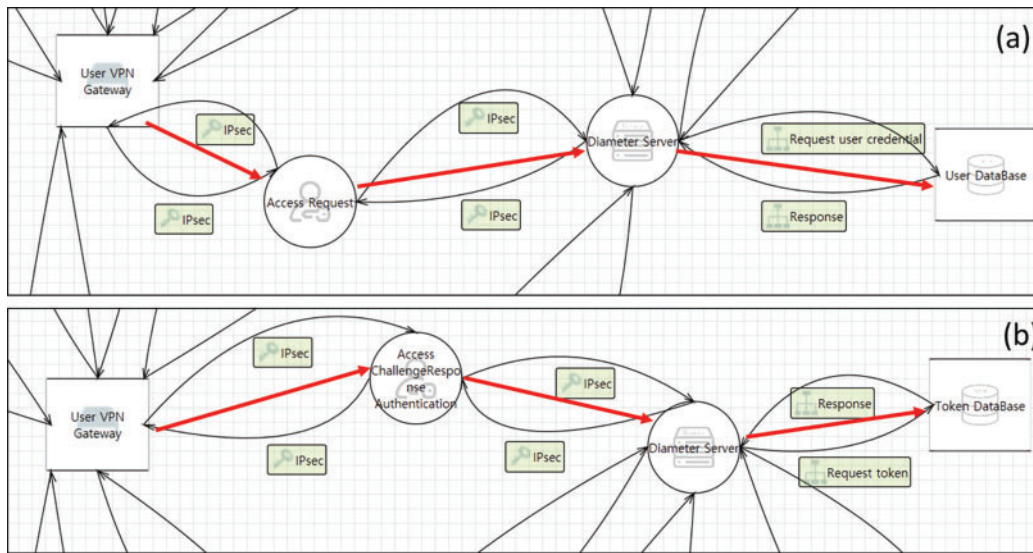 (a)
User VPN
Gateway
IPsec
IPsec
Access Request
IPsec
IPsec
Diameter Server
Request user credential
Response
User DataBase
(b)
User VPN
Gateway
IPsec
IPsec
Access
ChallengeRespo
nse
Authentication
IPsec
IPsec
Diameter Server
Response
Request token
Token DataBase